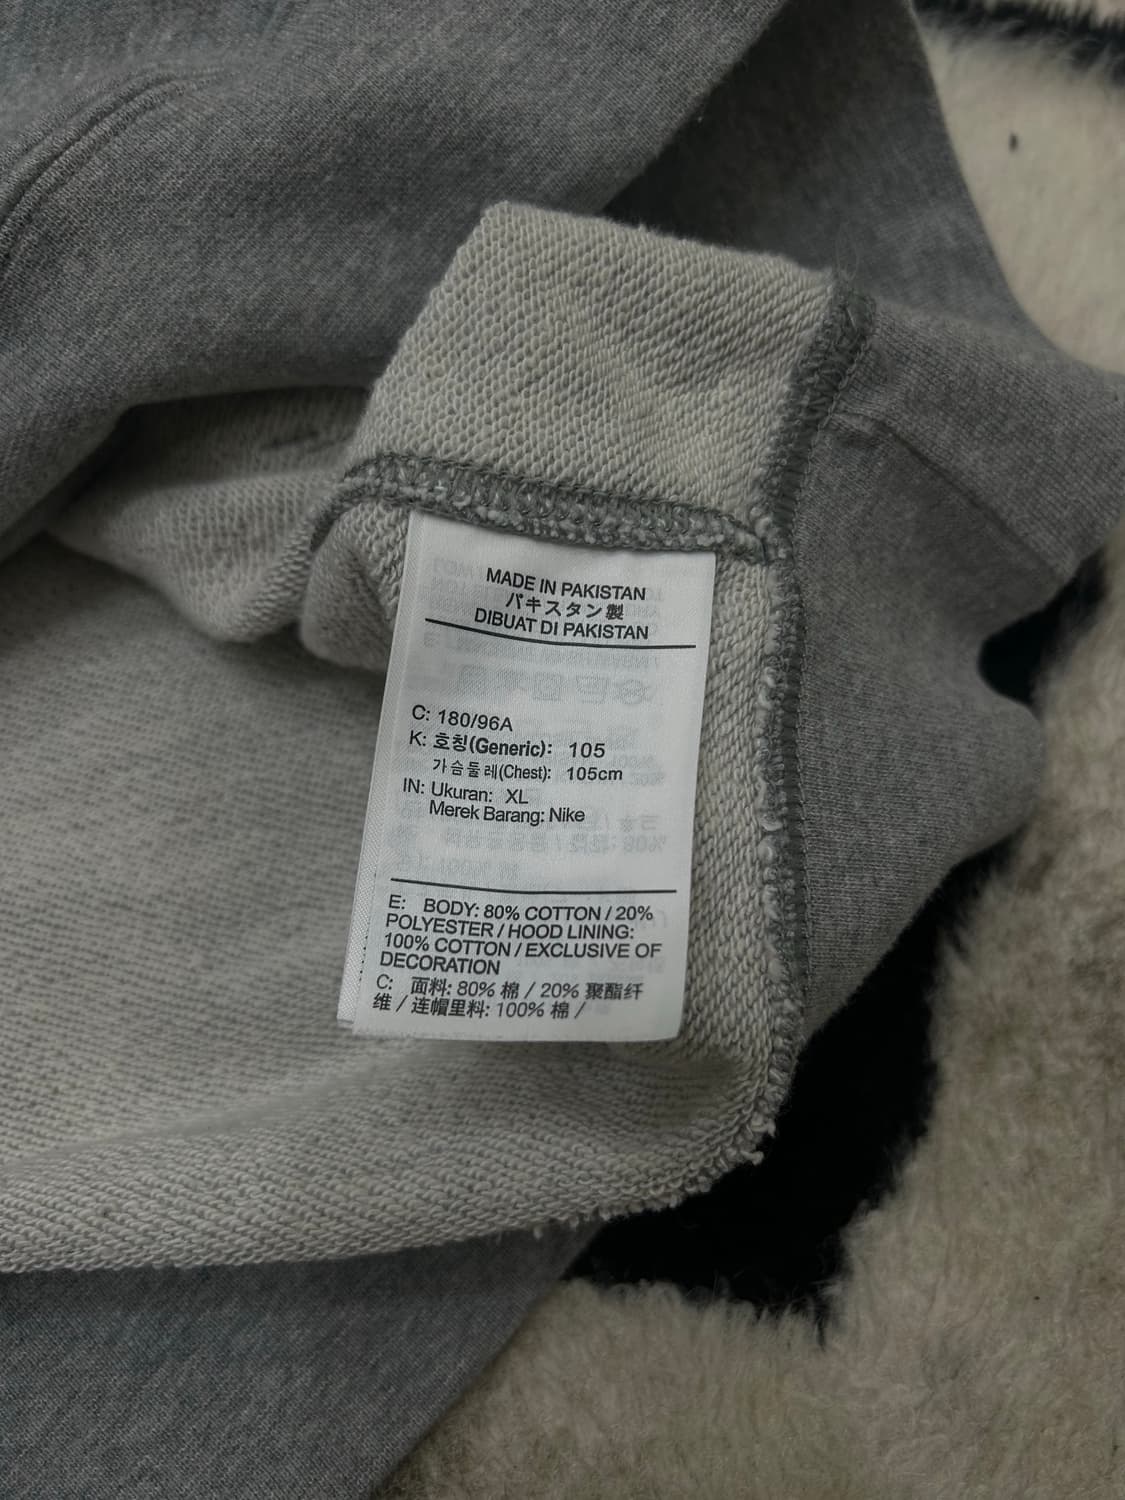 MADE IN PAKISTAN
パキスタン製
DIBUAT DI PAKISTAN
C: 180/96A
K: 호칭(Generic): 105
가슴둘레(Chest): 105cm
IN: Ukuran: XL
Merek Barang: Nike
E: BODY: 80% COTTON / 20%
POLYESTER / HOOD LINING:
100% COTTON / EXCLUSIVE OF
DECORATION
C: 面料: 80% 棉 / 20% 聚酯纤
维 / 连帽里料: 100% 棉 /